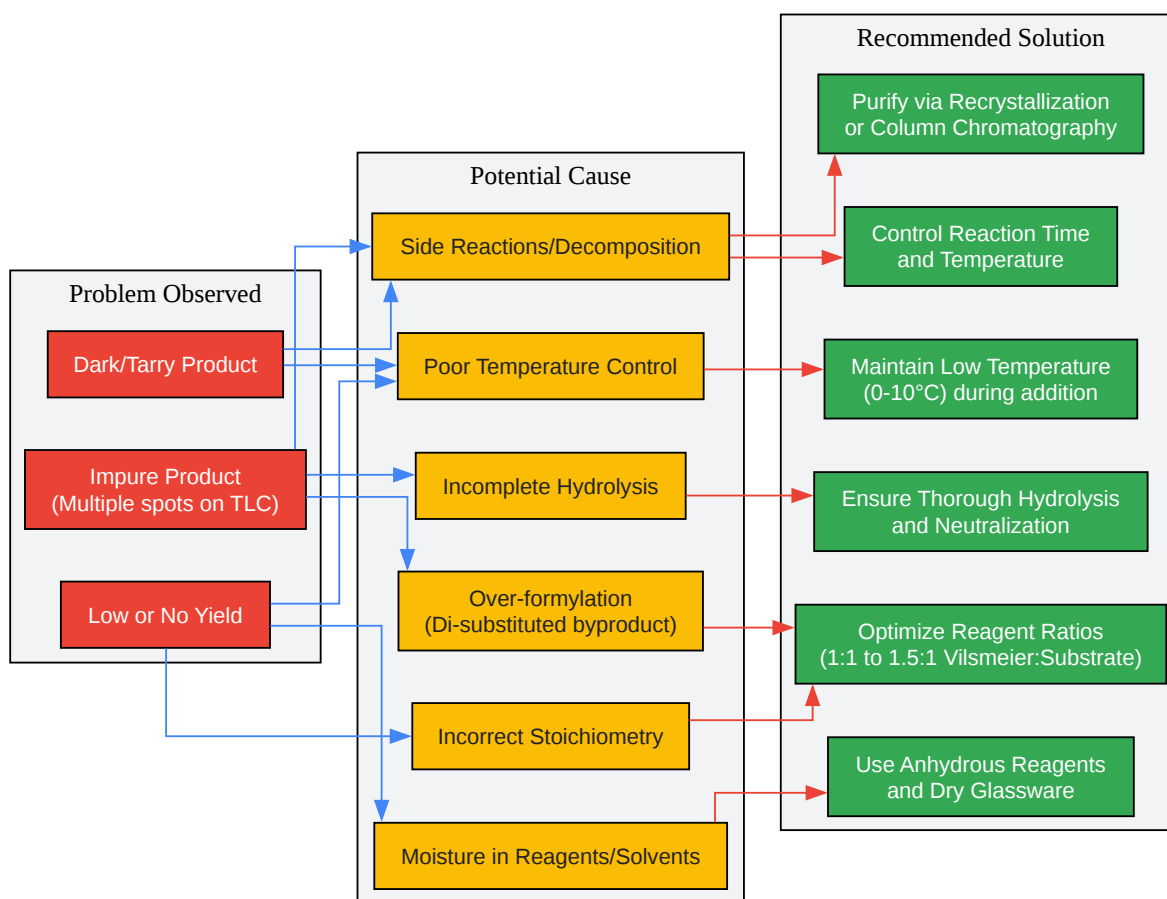 Problem Observed
Dark/Tarry Product
Impure Product
(Multiple spots on TLC)
Low or No Yield
Potential Cause
Side Reactions/Decomposition
Poor Temperature Control
Incomplete Hydrolysis
Over-formylation
(Di-substituted byproduct)
Incorrect Stoichiometry
Moisture in Reagents/Solvents
Recommended Solution
Purify via Recrystallization
or Column Chromatography
Control Reaction Time
and Temperature
Maintain Low Temperature
(0-10°C) during addition
Ensure Thorough Hydrolysis
and Neutralization
Optimize Reagent Ratios
(1:1 to 1.5:1 Vilsmeier:Substrate)
Use Anhydrous Reagents
and Dry Glassware